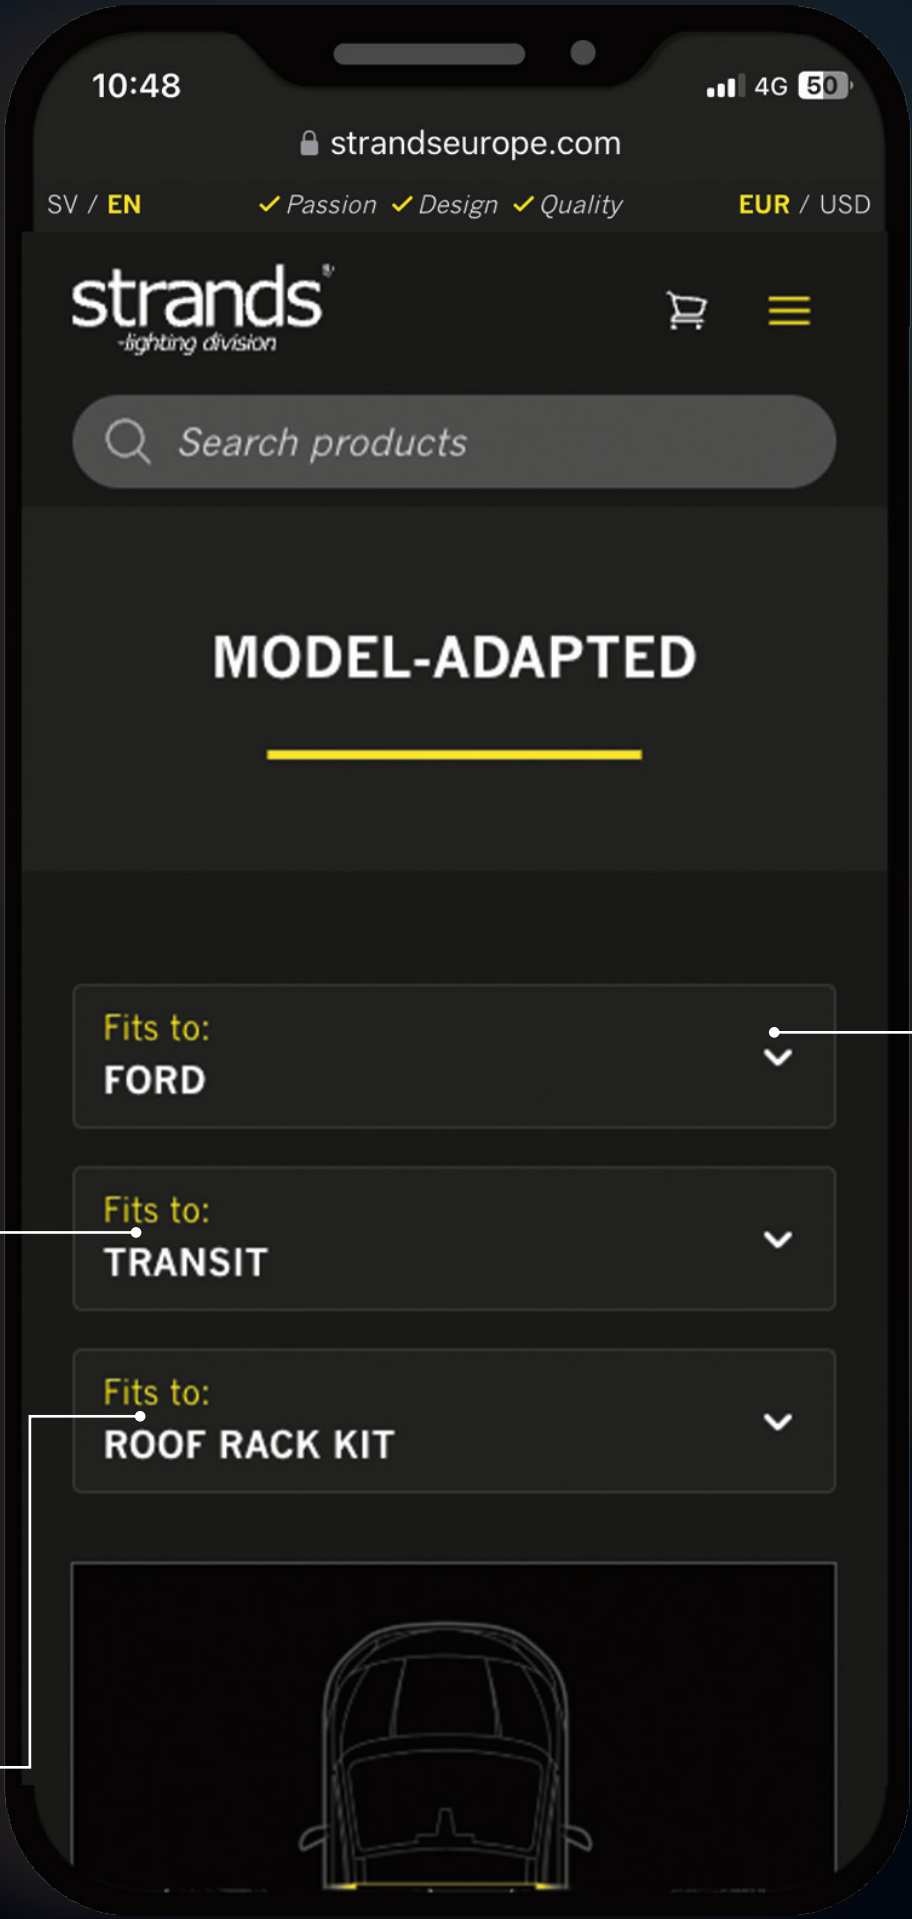 10:48
4G 50
strandseurope.com
SV / EN Passion Design Quality EUR / USD
strands®
-lighting division
Search products
MODEL-ADAPTED
Fits to:
FORD
Fits to:
TRANSIT
Fits to:
ROOF RACK KIT